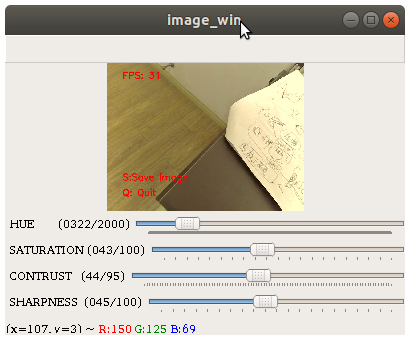 image_win
FPS: 31
S:Save Image
Q: Quit
HUE (0322/2000)
SATURATION (043/100)
CONTRAST (44/95)
SHARPNESS (045/100)
(x=107, y=3) ~ R:150 G:125 B:69